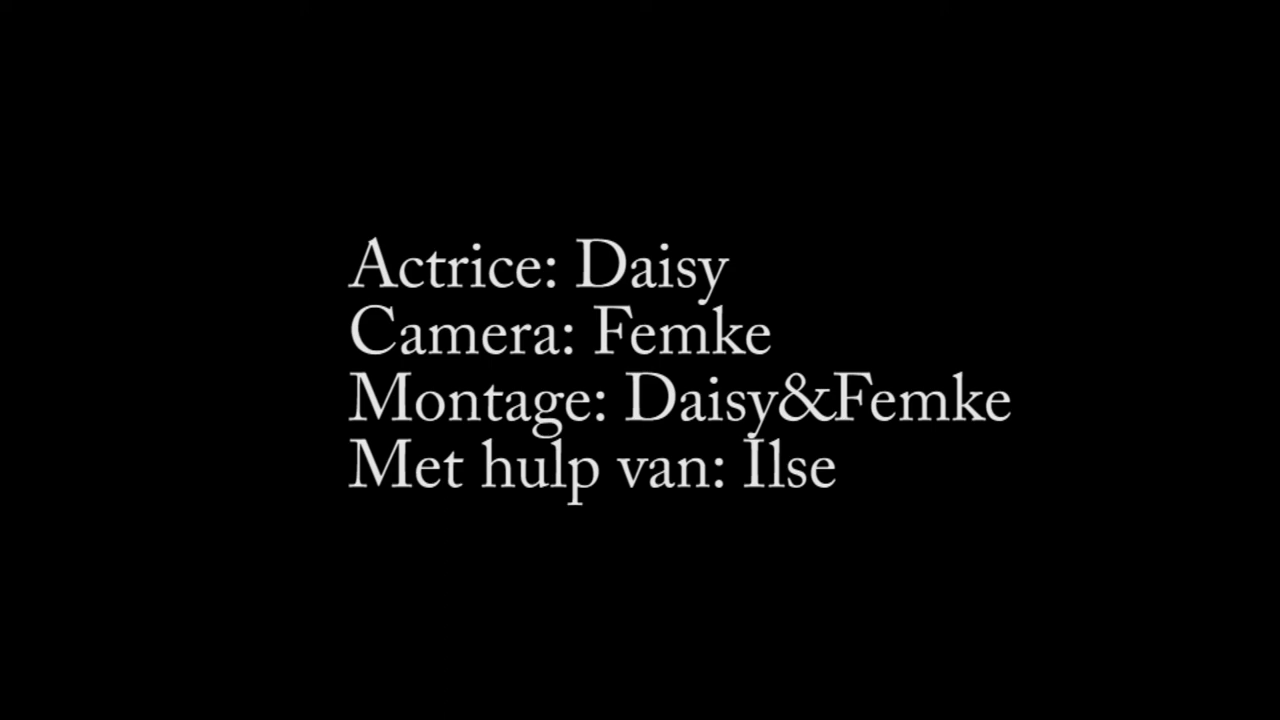 Actrice: Daisy
Camera: Femke
Montage: Daisy&Femke
Met hulp van: Ilse